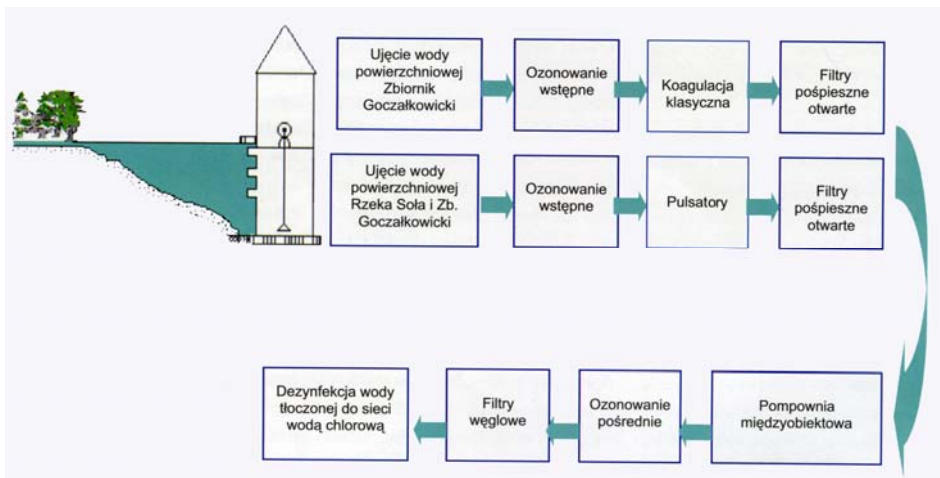 Ujęcie wody
powierzchniowej
Zbiornik
Goczałkowicki
Ozonowanie
wstępne
Koagulacja
klasyczna
Filtry
pośpieszne
otwarte
Ujęcie wody
powierzchniowej
Rzeka Soła i Zb.
Goczałkowicki
Ozonowanie
wstępne
Pulsatory
Filtry
pośpieszne
otwarte
Dezynfekcja wody
tłoczonej do sieci
wodą chlorową
Filtry
węglowe
Ozonowanie
pośrednie
Pompownia
międzyobiektowa